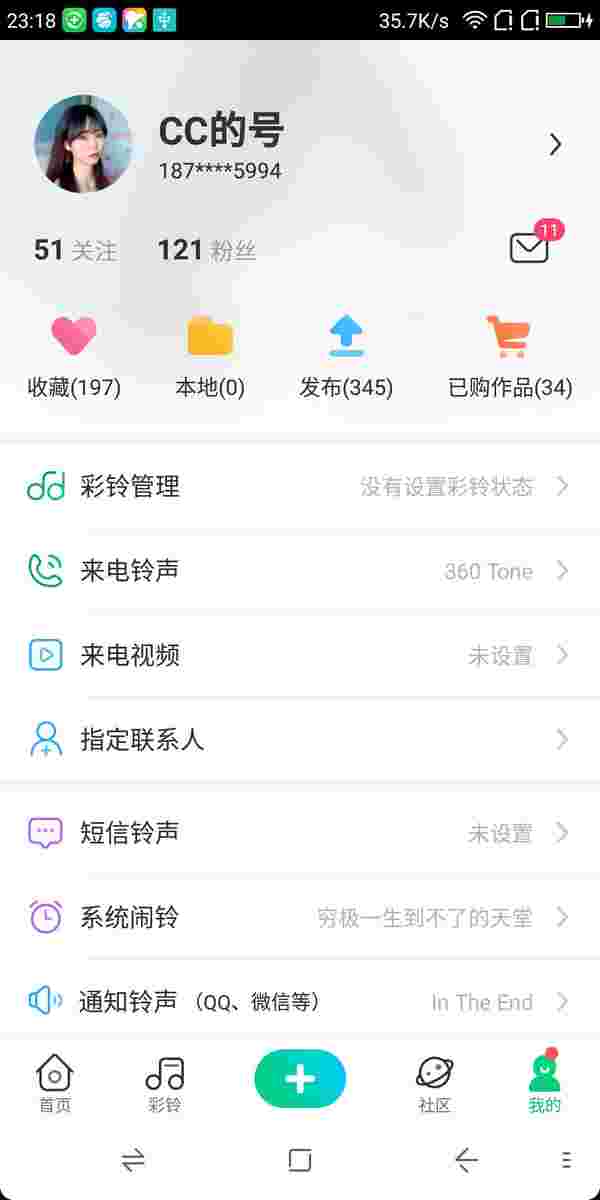 23:18 35.7K/s
CC的号
187****5994
51 关注 121 粉丝 11
收藏(197) 本地(0) 发布(345) 已购作品(34)
彩铃管理 没有设置彩铃状态
来电铃声 360 Tone
来电视频 未设置
指定联系人
短信铃声 未设置
系统闹铃 穷极一生到不了的天堂
通知铃声（QQ、微信等） In The End
首页 彩铃 社区 我的